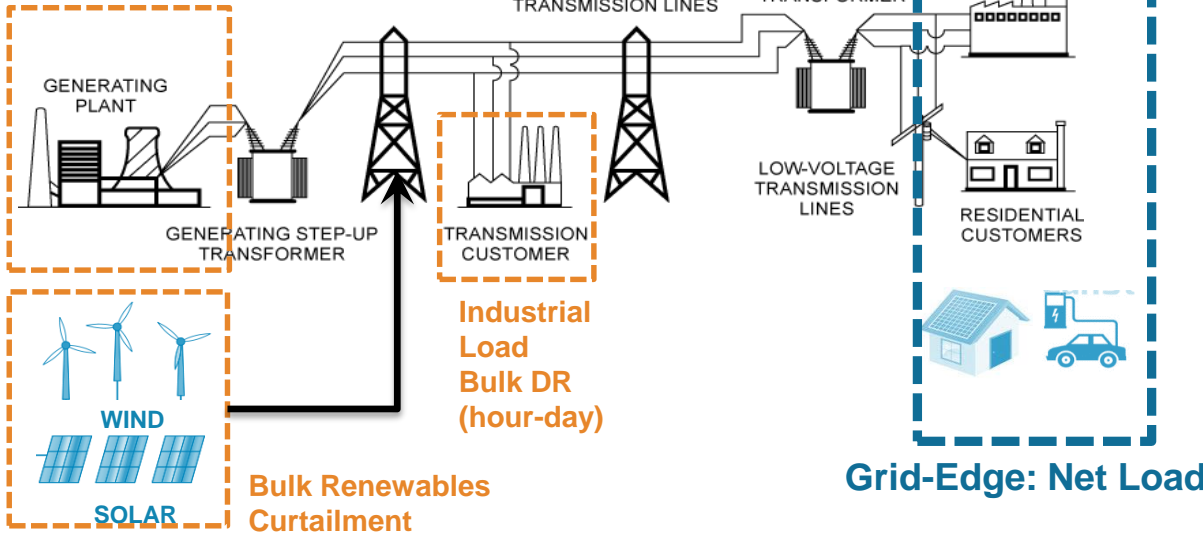 TRANSMISSION LINES
TRANSFORMER
GENERATING
PLANT
LOW-VOLTAGE
TRANSMISSION
LINES
RESIDENTIAL
CUSTOMERS
GENERATING STEP-UP
TRANSFORMER
TRANSMISSION
CUSTOMER
Industrial
Load
Bulk DR
(hour-day)
WIND
SOLAR
Bulk Renewables
Curtailment
Grid-Edge: Net Load